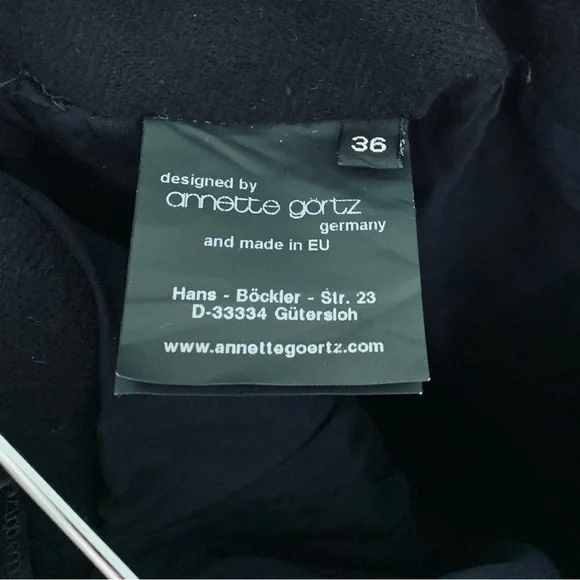 36
designed by
annette görtz
germany
and made in EU
Hans - Böckler - Str. 23
D-33334 Gütersloh
www.annettegoertz.com